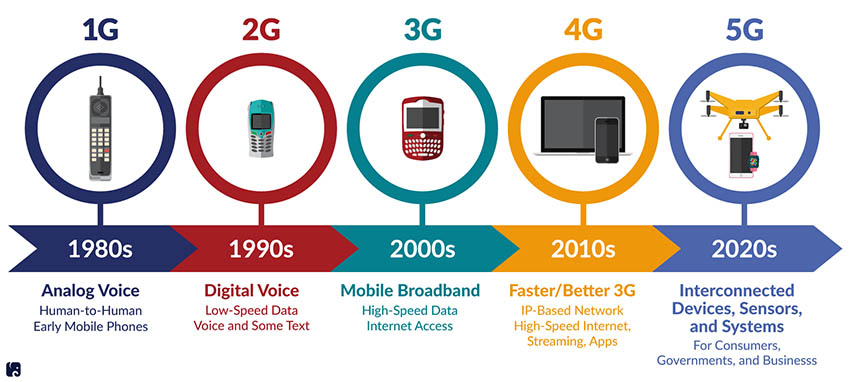 1G
2G
3G
4G
5G
1980s
1990s
2000s
2010s
2020s
Analog Voice
Human-to-Human
Early Mobile Phones
Digital Voice
Low-Speed Data
Voice and Some Text
Mobile Broadband
High-Speed Data
Internet Access
Faster/Better 3G
IP-Based Network
High-Speed Internet,
Streaming, Apps
Interconnected
Devices, Sensors,
and Systems
For Consumers,
Governments, and Businesss